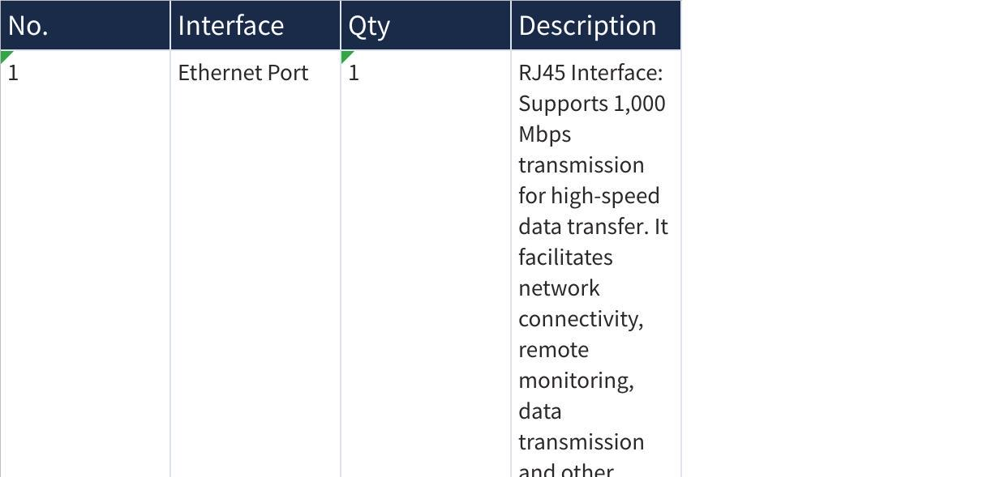 No. Interface Qty Description
1 Ethernet Port 1 RJ45 Interface:
Supports 1,000
Mbps
transmission
for high-speed
data transfer. It
facilitates
network
connectivity,
remote
monitoring,
data
transmission
and other